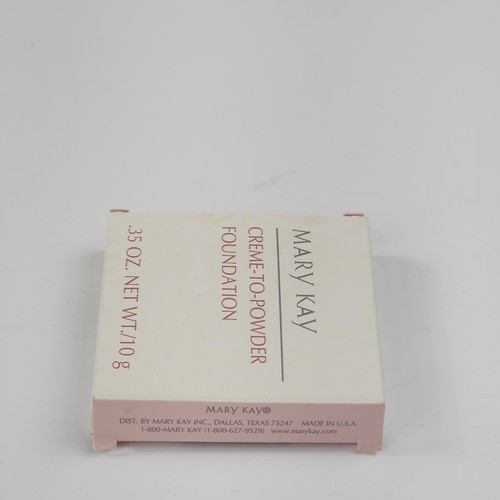 MARY KAY
CREME-TO-POWDER
FOUNDATION
.35 OZ. NET WT./10 g
MARY KAY®
DIST. BY MARY KAY INC., DALLAS, TEXAS 75247 MADE IN U.S.A.
1-800-MARY KAY (1-800-627-9529) www.marykay.com